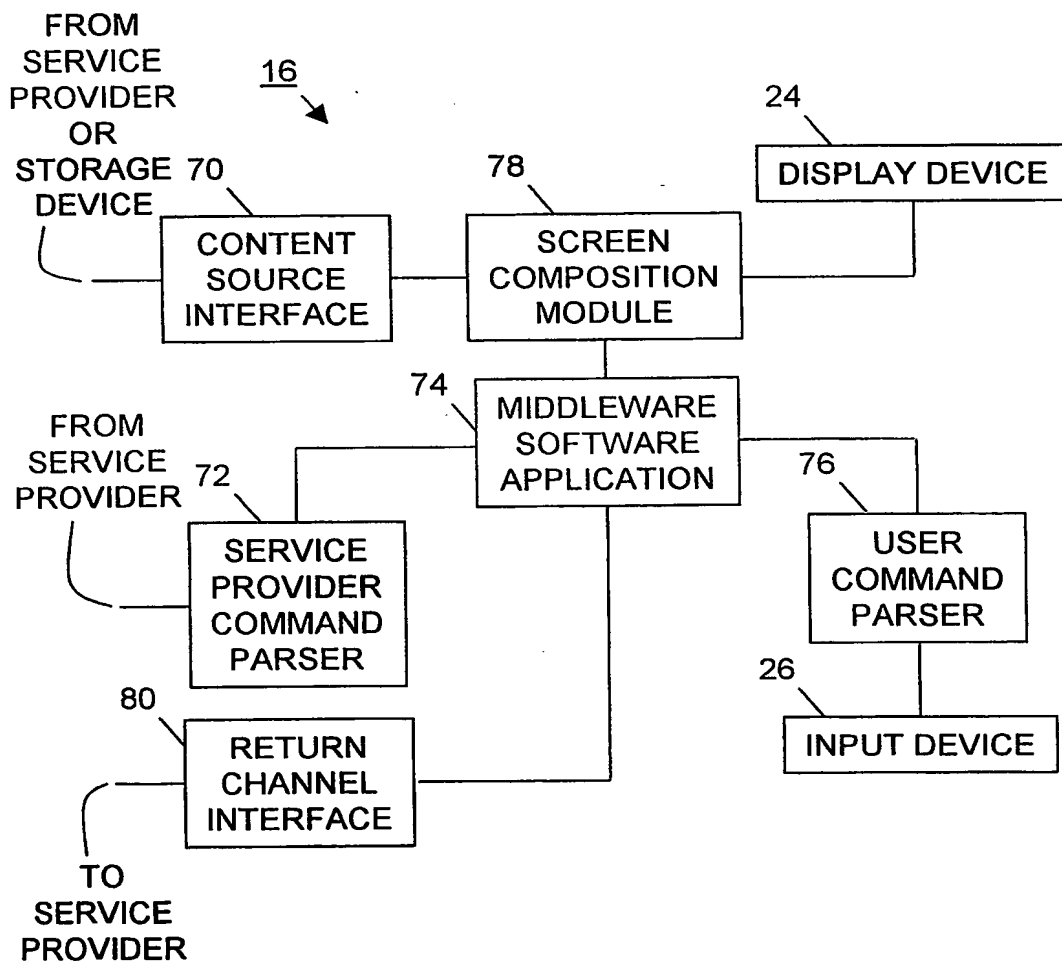 FROM
SERVICE
PROVIDER
OR
STORAGE
DEVICE
16
70
CONTENT
SOURCE
INTERFACE
78
SCREEN
COMPOSITION
MODULE
24
DISPLAY DEVICE
74
MIDDLEWARE
SOFTWARE
APPLICATION
FROM
SERVICE
PROVIDER
72
SERVICE
PROVIDER
COMMAND
PARSER
76
USER
COMMAND
PARSER
26
INPUT DEVICE
80
RETURN
CHANNEL
INTERFACE
TO
SERVICE
PROVIDER